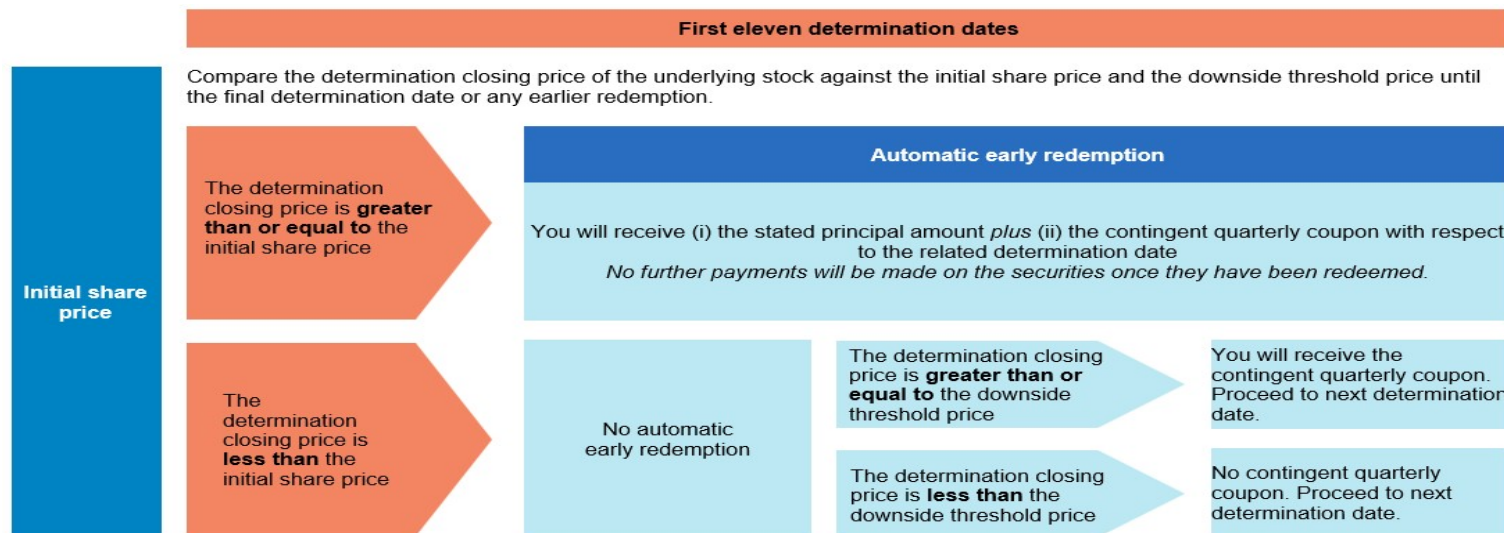 First eleven determination dates
Compare the determination closing price of the underlying stock against the initial share price and the downside threshold price until
the final determination date or any earlier redemption.
Initial share
price
The determination
closing price is greater
than or equal to the
initial share price
Automatic early redemption
You will receive (i) the stated principal amount plus (ii) the contingent quarterly coupon with respect
to the related determination date
No further payments will be made on the securities once they have been redeemed.
The
determination
closing price is
less than the
initial share price
No automatic
early redemption
The determination closing
price is greater than or
equal to the downside
threshold price
You will receive the
contingent quarterly coupon.
Proceed to next determination
date.
The determination closing
price is less than the
downside threshold price
No contingent quarterly
coupon. Proceed to next
determination date.